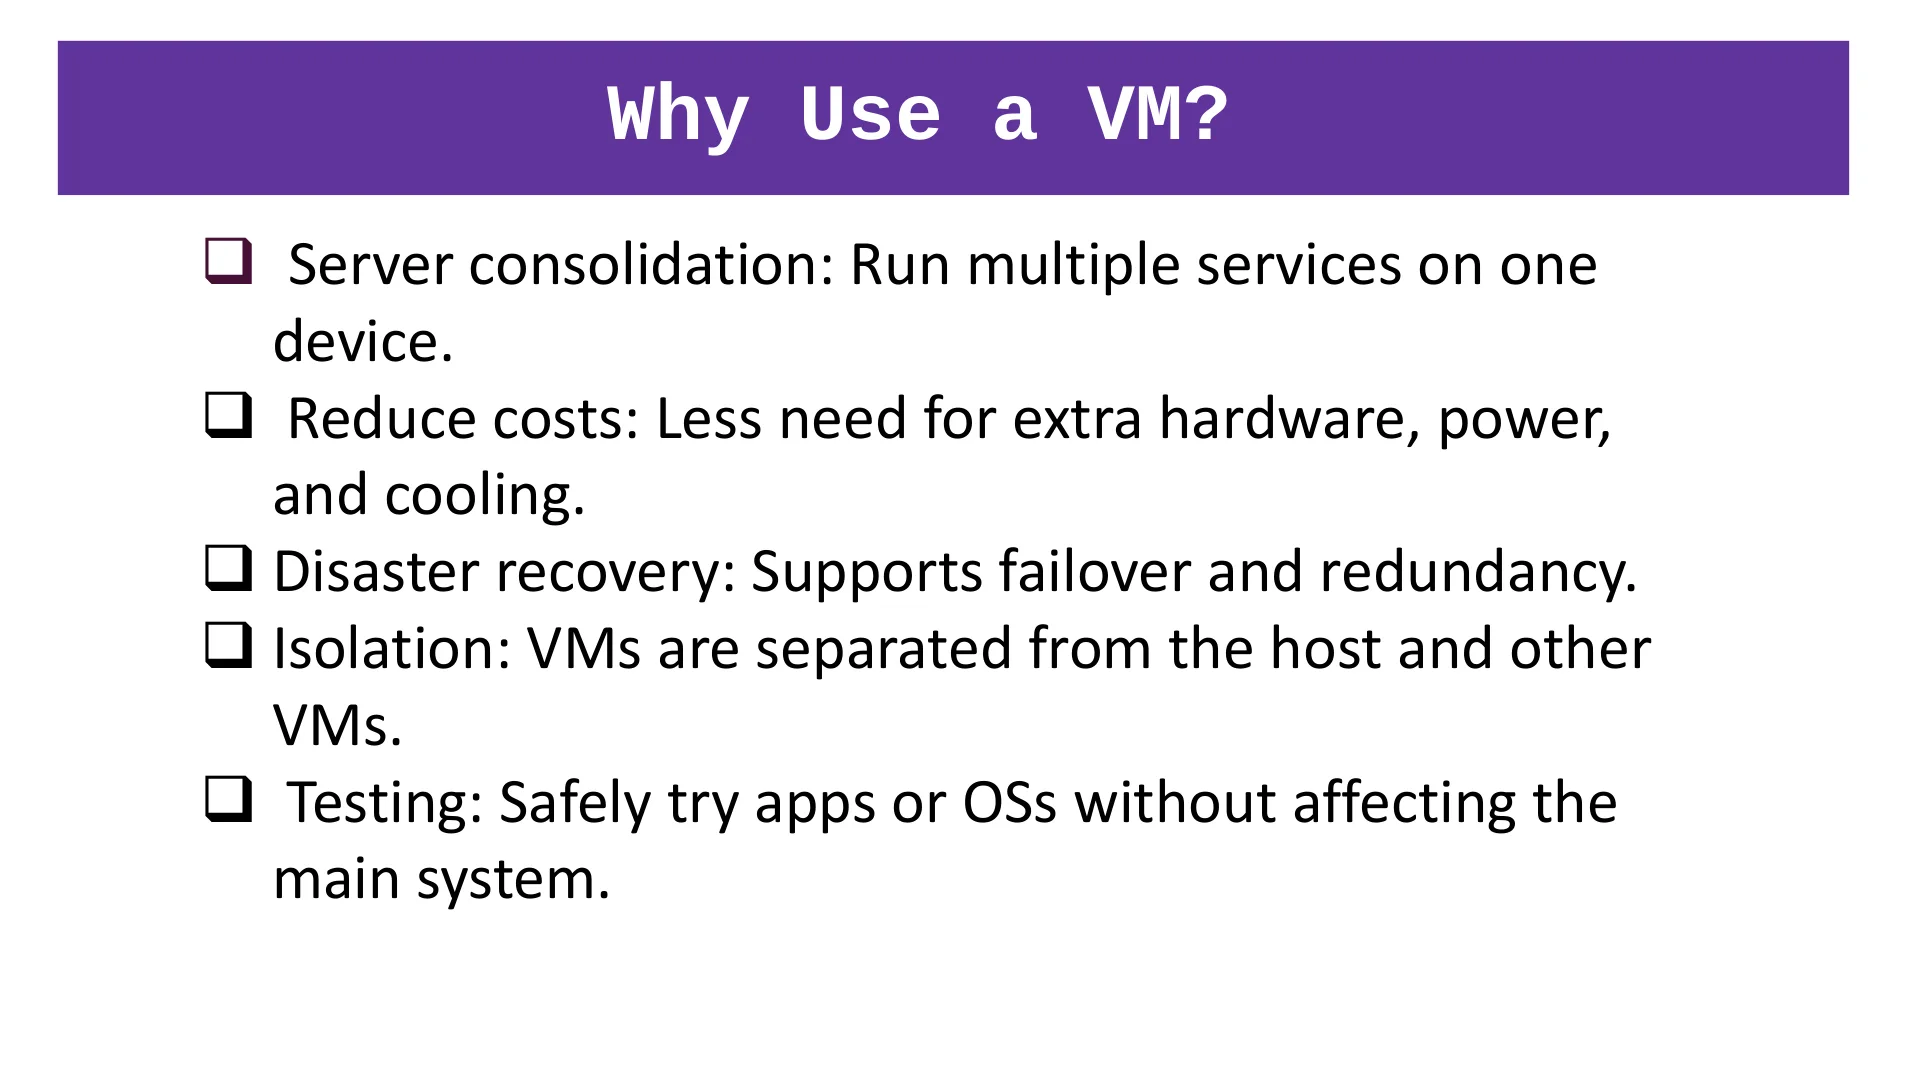 Why Use a VM?
Server consolidation: Run multiple services on one
device.
Reduce costs: Less need for extra hardware, power,
and cooling.
Disaster recovery: Supports failover and redundancy.
Isolation: VMs are separated from the host and other
VMs.
Testing: Safely try apps or OSs without affecting the
main system.